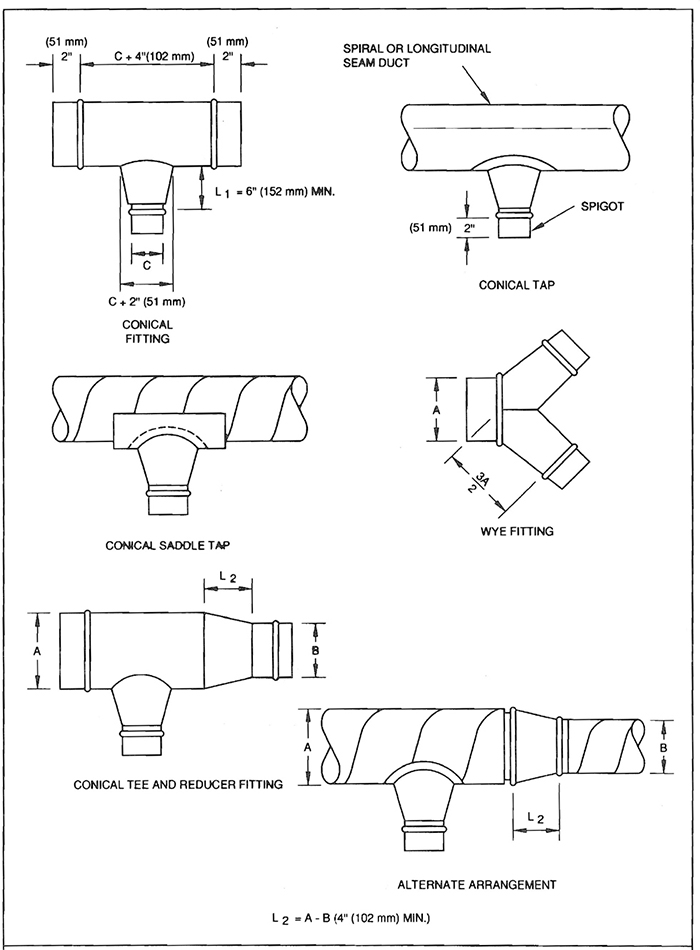 (51 mm)
2"
C + 4"(102 mm)
(51 mm)
2"
L 1 = 6" (152 mm) MIN.
C
C + 2" (51 mm)
CONICAL
FITTING
SPIRAL OR LONGITUDINAL
SEAM DUCT
(51 mm)
2"
SPIGOT
CONICAL TAP
CONICAL SADDLE TAP
A
3A
2
WYE FITTING
L 2
A
B
CONICAL TEE AND REDUCER FITTING
A
B
L 2
ALTERNATE ARRANGEMENT
L 2 = A - B (4" (102 mm) MIN.)